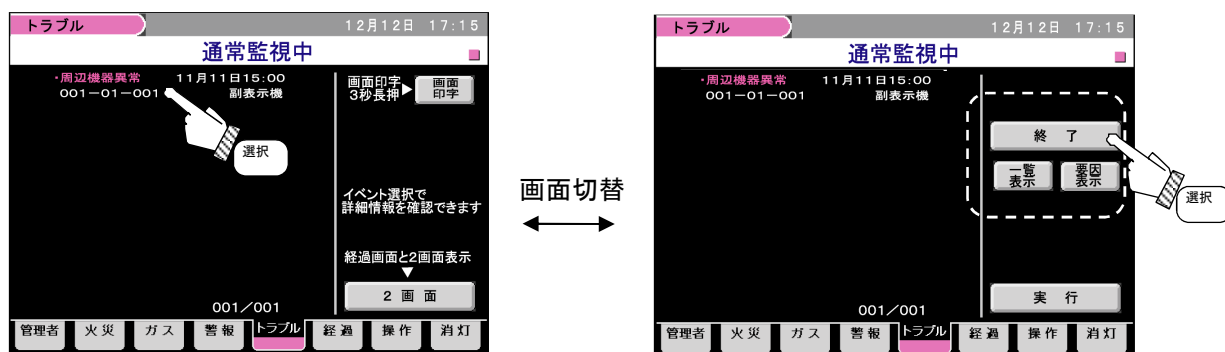 トラブル
12月12日 17:15
通常監視中
・周辺機器異常 11月11日15:00
001－01－001 副表示機
選択
画面印字
3秒長押
画面
印字
イベント選択で
詳細情報を確認できます
経過画面と2画面表示
2 画 面
001／001
管理者 火災 ガス 警報 トラブル 経過 操作 消灯
画面切替
トラブル
12月12日 17:15
通常監視中
・周辺機器異常 11月11日15:00
001－01－001 副表示機
終 了
一覧
表示
要因
表示
選択
実 行
001／001
管理者 火災 ガス 警報 トラブル 経過 操作 消灯